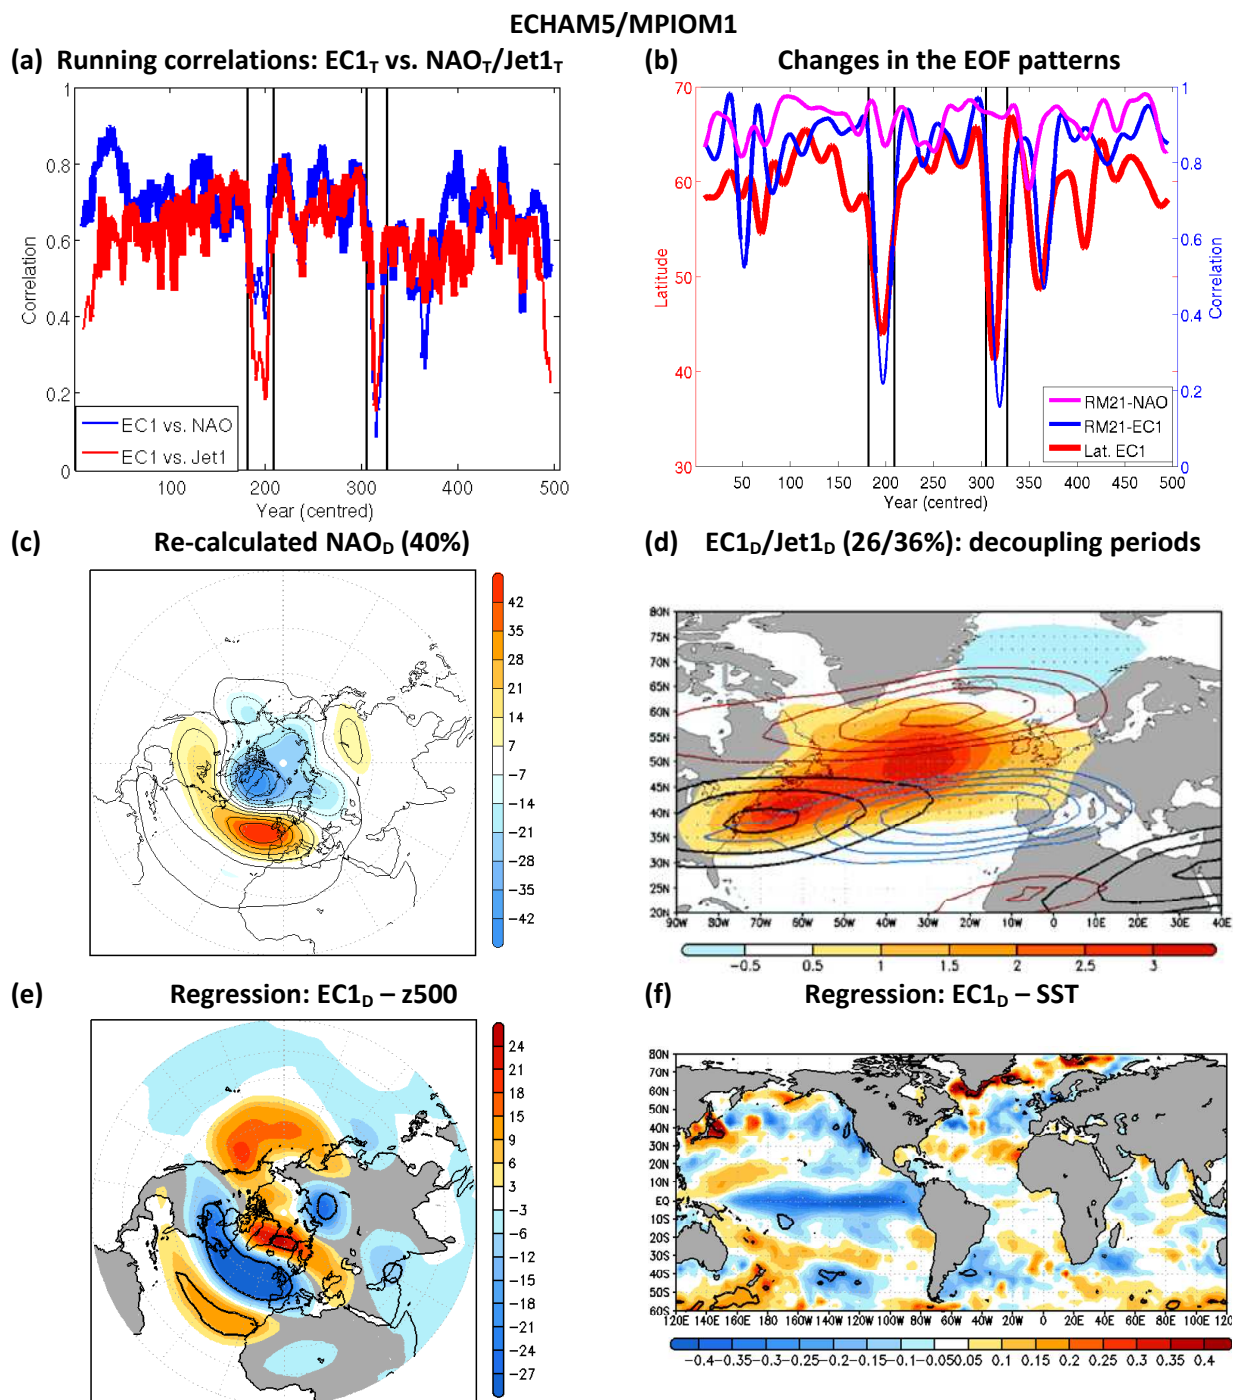 ECHAM5/MPIOM1
(a) Running correlations: EC1T vs. NAOT/Jet1T
1
0.8
0.6
0.4
0.2
0
Correlation
100 200 300 400 500
Year (centred)
EC1 vs. NAO
EC1 vs. Jet1
(b) Changes in the EOF patterns
70
60
50
40
30
Latitude
1
0.8
0.6
0.4
0.2
0
Correlation
50 100 150 200 250 300 350 400 450 500
Year (centred)
RM21-NAO
RM21-EC1
Lat. EC1
(c) Re-calculated NAOD (40%)
42
35
28
21
14
7
-7
-14
-21
-28
-35
-42
(d) EC1D/Jet1D (26/36%): decoupling periods
80N
75N
70N
65N
60N
55N
50N
45N
40N
35N
30N
25N
20N
90W 80W 70W 60W 50W 40W 30W 20W 10W 0 10E 20E 30E 40E
-0.5 0.5 1 1.5 2 2.5 3
(e) Regression: EC1D – z500
24
21
18
15
9
6
3
-3
-6
-12
-15
-18
-21
-24
-27
(f) Regression: EC1D – SST
80N
70N
60N
50N
40N
30N
20N
10N
EQ
10S
20S
30S
40S
50S
60S
120E 140E 160E 180 160W 140W 120W 100W 80W 60W 40W 20W 0 20E 40E 60E 80E 100E 120E
-0.4 -0.35 -0.3 -0.25 -0.2 -0.15 -0.1 -0.05 0.05 0.1 0.15 0.2 0.25 0.3 0.35 0.4